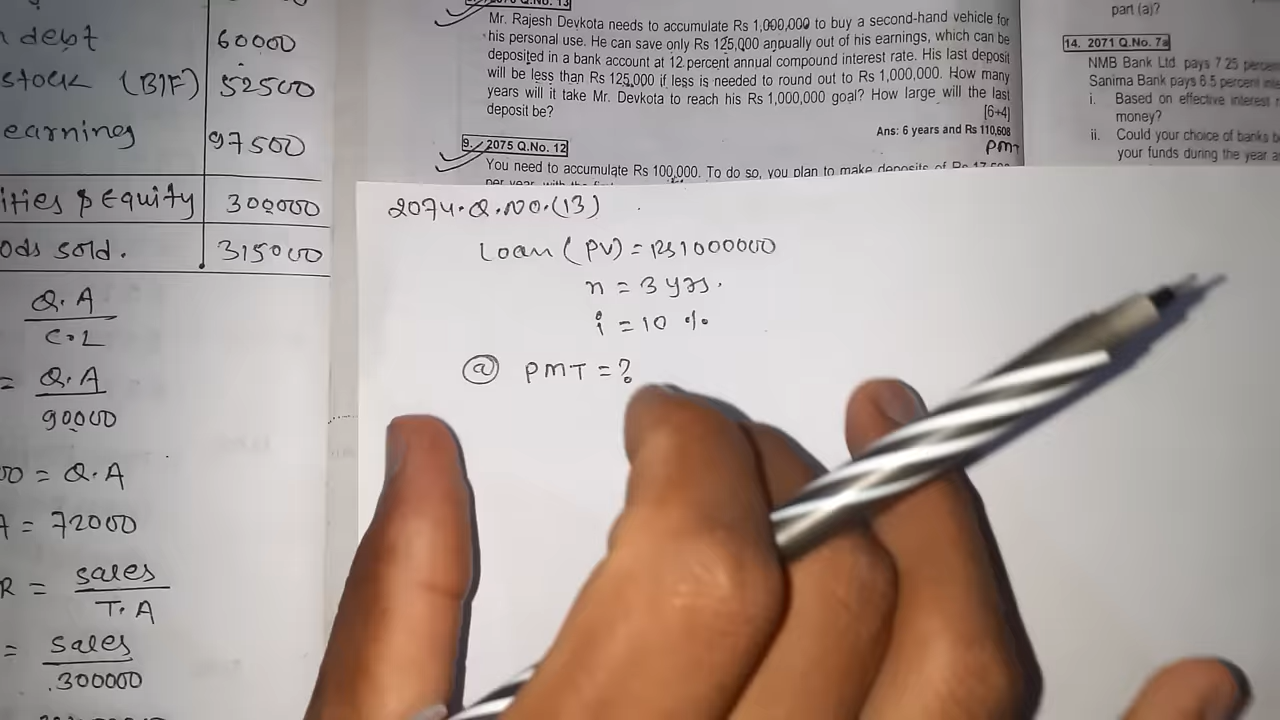 debt 60000
stock (B/F) 52500
earning 97500
ities & Equity 300000
ods sold. 315000
Q.A
C.L
= Q.A
90000
00 = Q.A
A = 72000
R = sales
T.A
= sales
.300000
Q.No. 13
Mr. Rajesh Devkota needs to accumulate Rs 1,000,000 to buy a second-hand vehicle for
his personal use. He can save only Rs 125,000 annually out of his earnings, which can be
deposited in a bank account at 12 percent annual compound interest rate. His last deposit
will be less than Rs 125,000 if less is needed to round out to Rs 1,000,000. How many
years will it take Mr. Devkota to reach his Rs 1,000,000 goal? How large will the last
deposit be? [6+4]
Ans: 6 years and Rs 110,608
PMT
9. 2075 Q.No. 12
You need to accumulate Rs 100,000. To do so, you plan to make deposits of
2074.Q.NO.(13)
Loan (PV) = Rs 1000000
n = 3 yrs.
i = 10 %
(a) PMT = ?
part (a)?
14. 2071 Q.No. 7a
NMB Bank Ltd. pays 7.25
Sanima Bank pays 6.5 percent
i. Based on effective interest
money?
ii. Could your choice of banks
your funds during the year